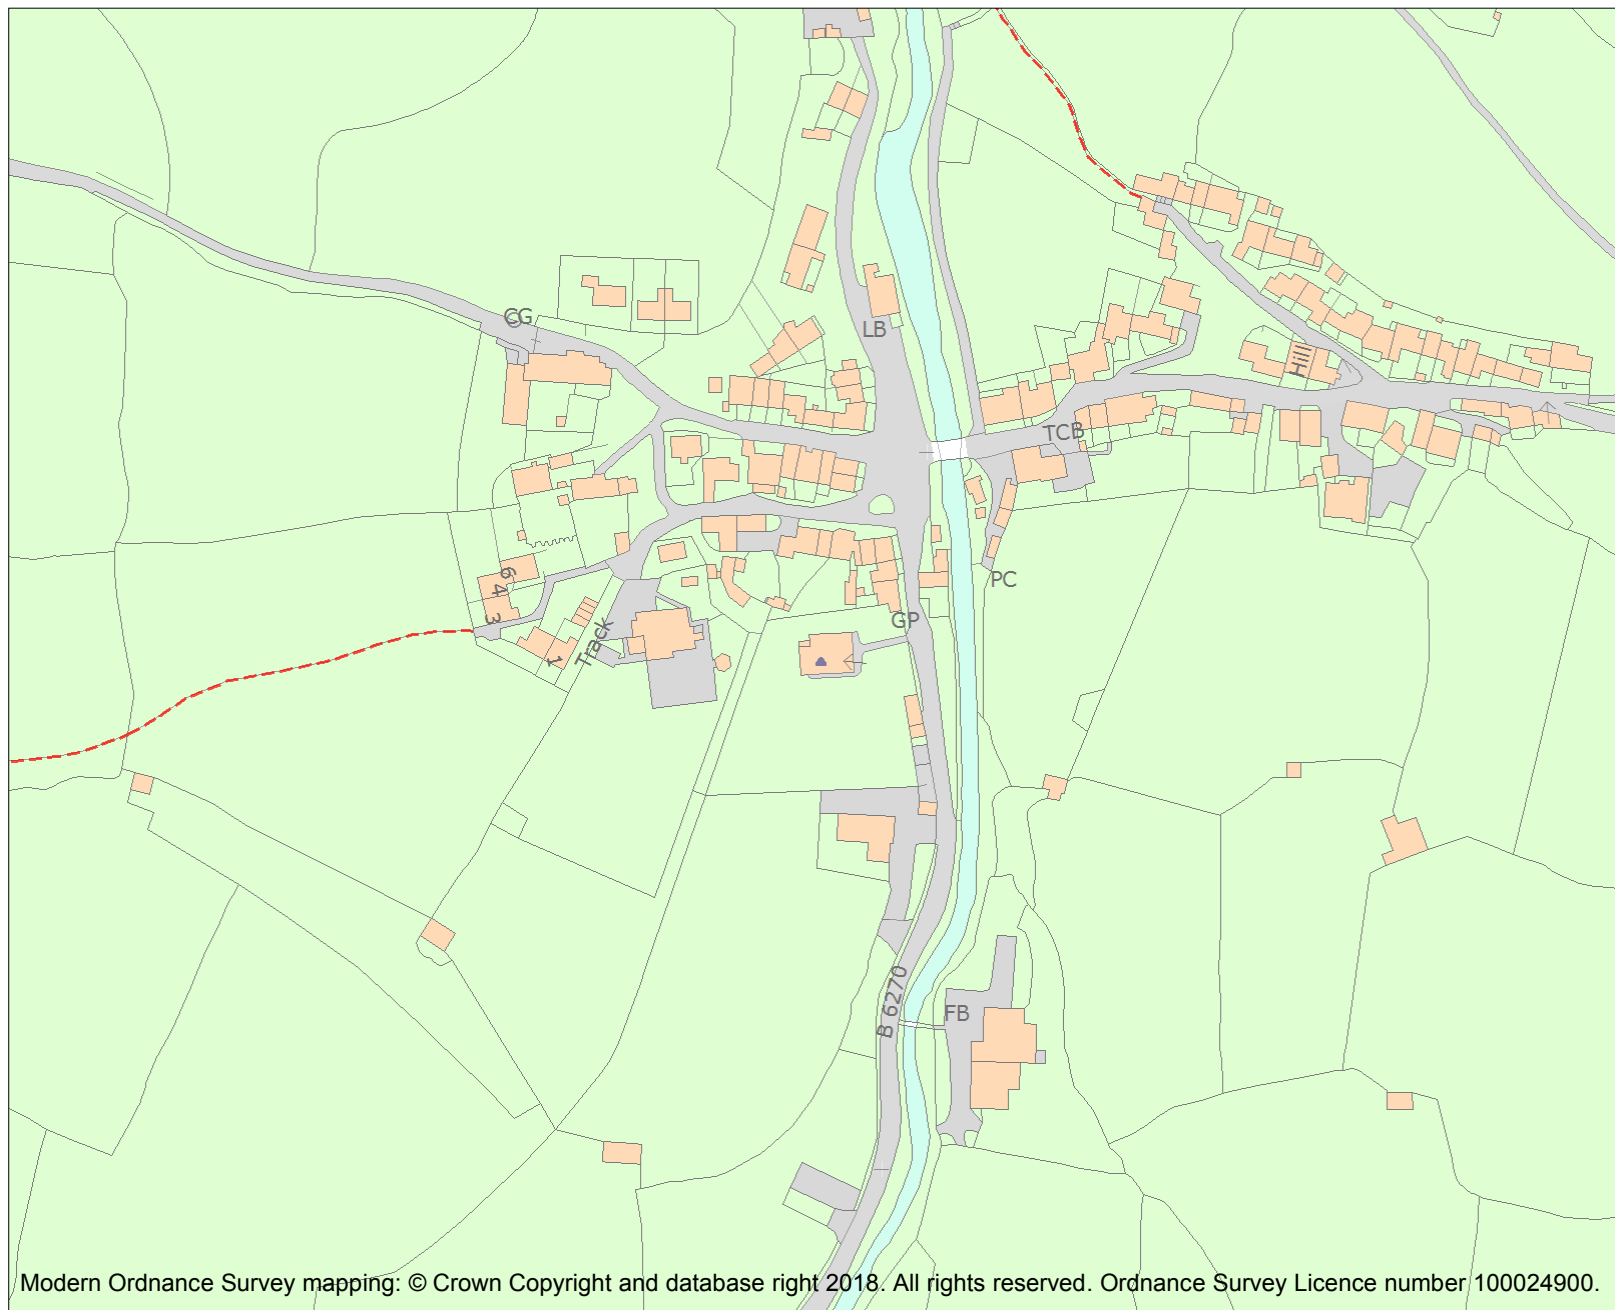 CG
LB
Hill
TCB
6
4
3
1
Track
PC
GP
B 6270
FB
Modern Ordnance Survey mapping: © Crown Copyright and database right 2018. All rights reserved. Ordnance Survey Licence number 100024900.